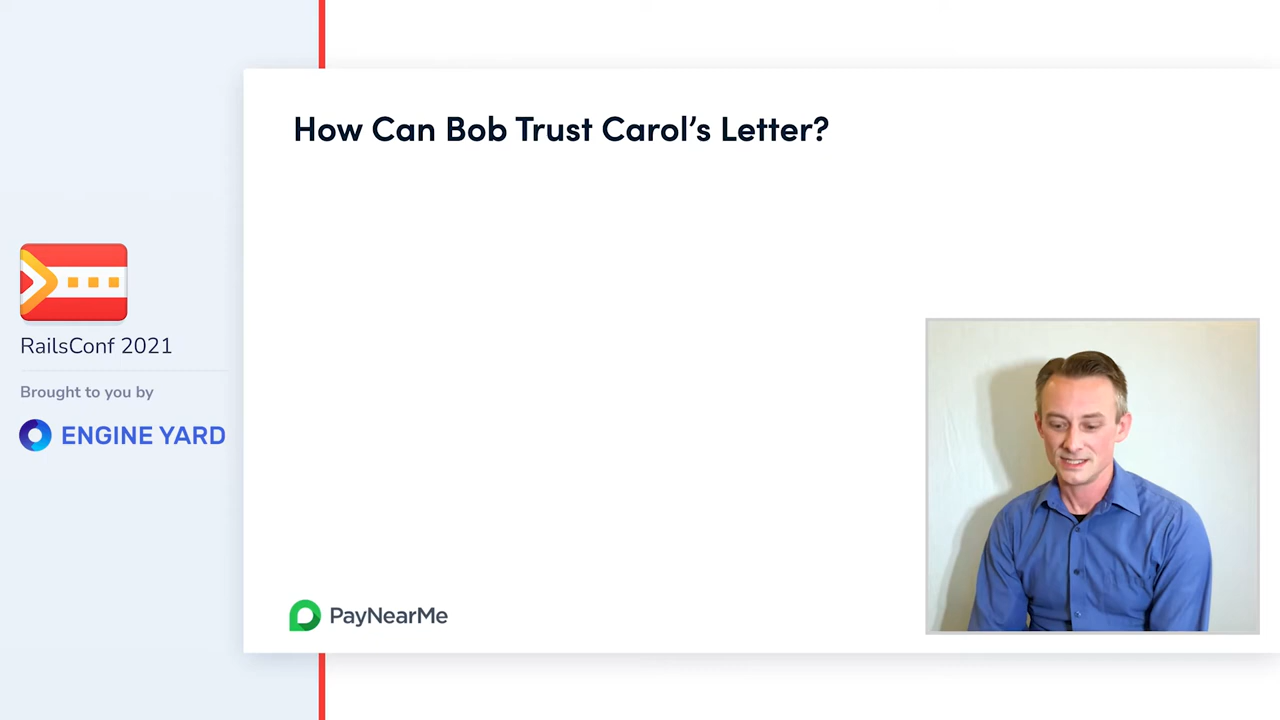 How Can Bob Trust Carol's Letter?
RailsConf 2021
Brought to you by
ENGINE YARD
PayNearMe